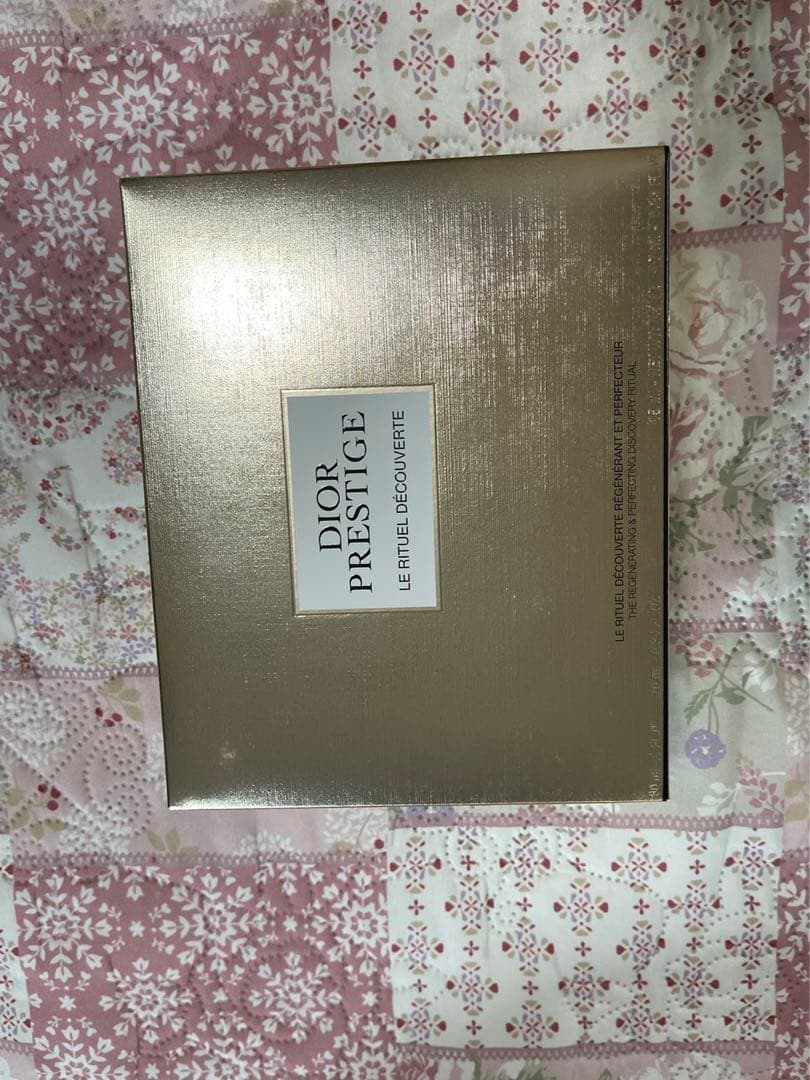 DIOR
PRESTIGE
LE RITUEL DÉCOUVERTE
LE RITUEL DÉCOUVERTE RÉGÉNÉRANT ET PERFECTEUR
THE REGENERATING & PERFECTING DISCOVERY RITUAL